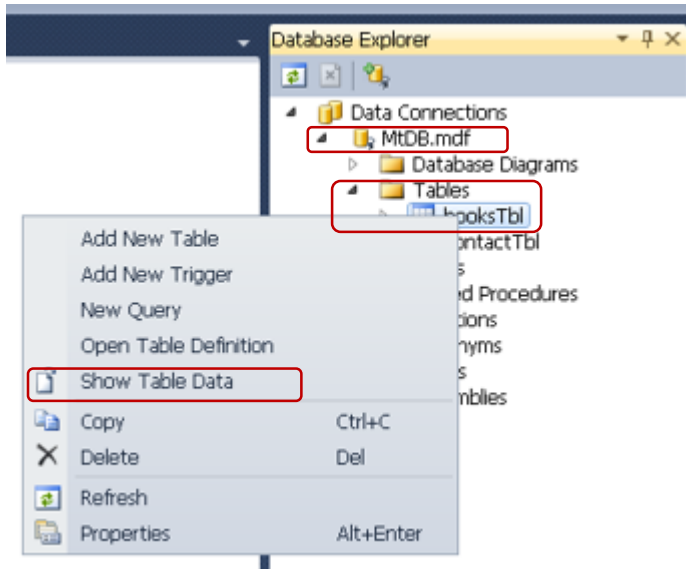 Database Explorer
Data Connections
MtDB.mdf
Database Diagrams
Tables
booksTbl
Add New Table
Add New Trigger
New Query
Procedures
Open Table Definition
Show Table Data
Copy Ctrl+C
Delete Del
Refresh
Properties Alt+Enter